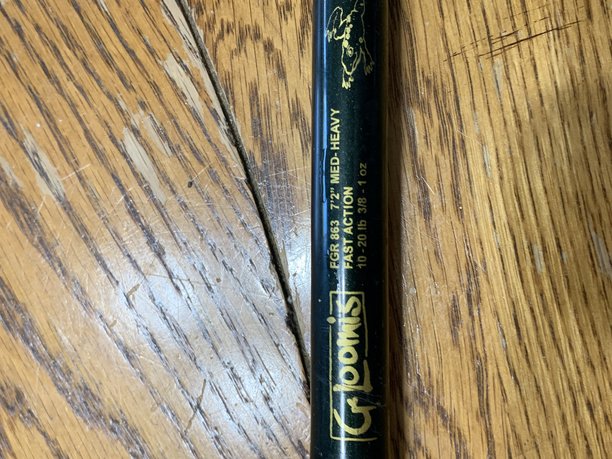 FGR 863 7'2" MED-HEAVY
FAST ACTION
10 - 20 lb 3/8 - 1 oz
G Loomis